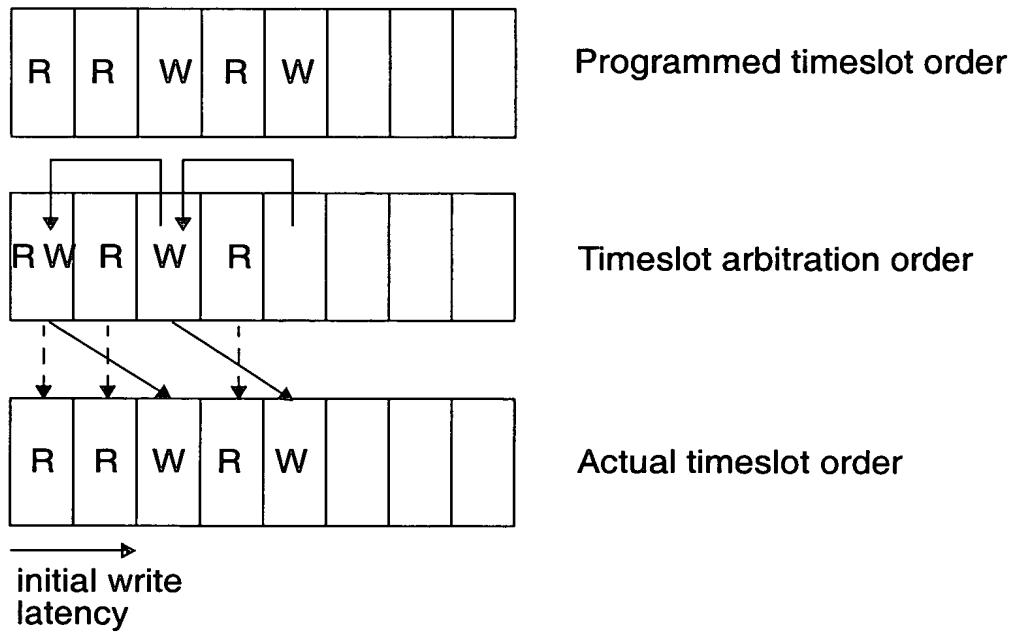 R R W R W
Programmed timeslot order
R W R W R
Timeslot arbitration order
R R W R W
Actual timeslot order
initial write
latency